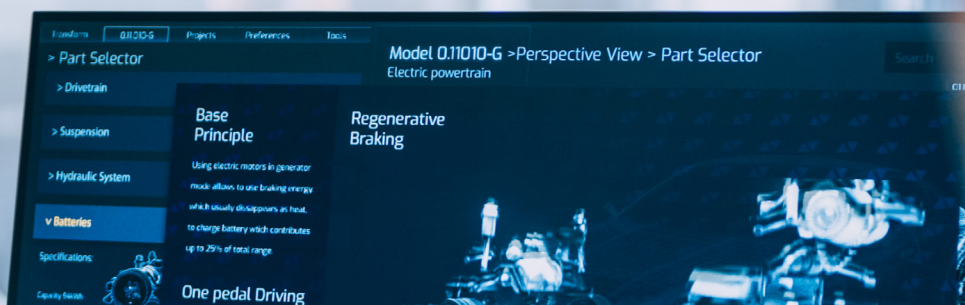 Transform 0.11010-G Projects Preferences Tools
> Part Selector
Model 0.11010-G >Perspective View > Part Selector
Search
Electric powertrain
> Drivetrain
> Suspension
> Hydraulic System
v Batteries
Specifications
Base
Principle
Using electric motors in generator
mode allows to use braking energy
which usually dissappears as heat,
to charge battery which contributes
up to 25% of total range.
One pedal Driving
Regenerative
Braking